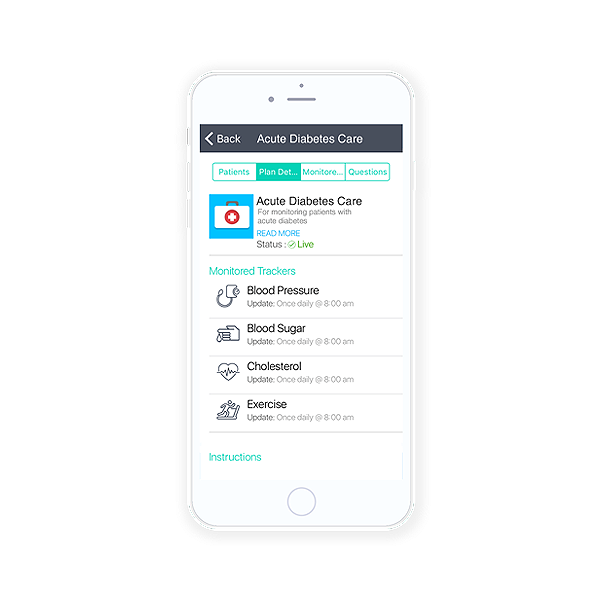 Back
Acute Diabetes Care
Patients
Plan Det...
Monitore...
Questions
Acute Diabetes Care
For monitoring patients with
acute diabetes
READ MORE
Status : Live
Monitored Trackers
Blood Pressure
Update: Once daily @ 8:00 am
Blood Sugar
Update: Once daily @ 8:00 am
Cholesterol
Update: Once daily @ 8:00 am
Exercise
Update: Once daily @ 8:00 am
Instructions